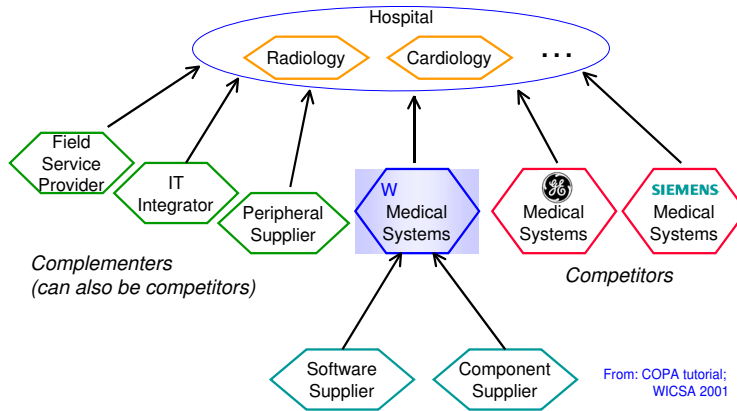 Hospital
Radiology
Cardiology
...
Field
Service
Provider
IT
Integrator
Peripheral
Supplier
W
Medical
Systems
GE
Medical
Systems
SIEMENS
Medical
Systems
Complementers
(can also be competitors)
Competitors
Software
Supplier
Component
Supplier
From: COPA tutorial;
WICSA 2001